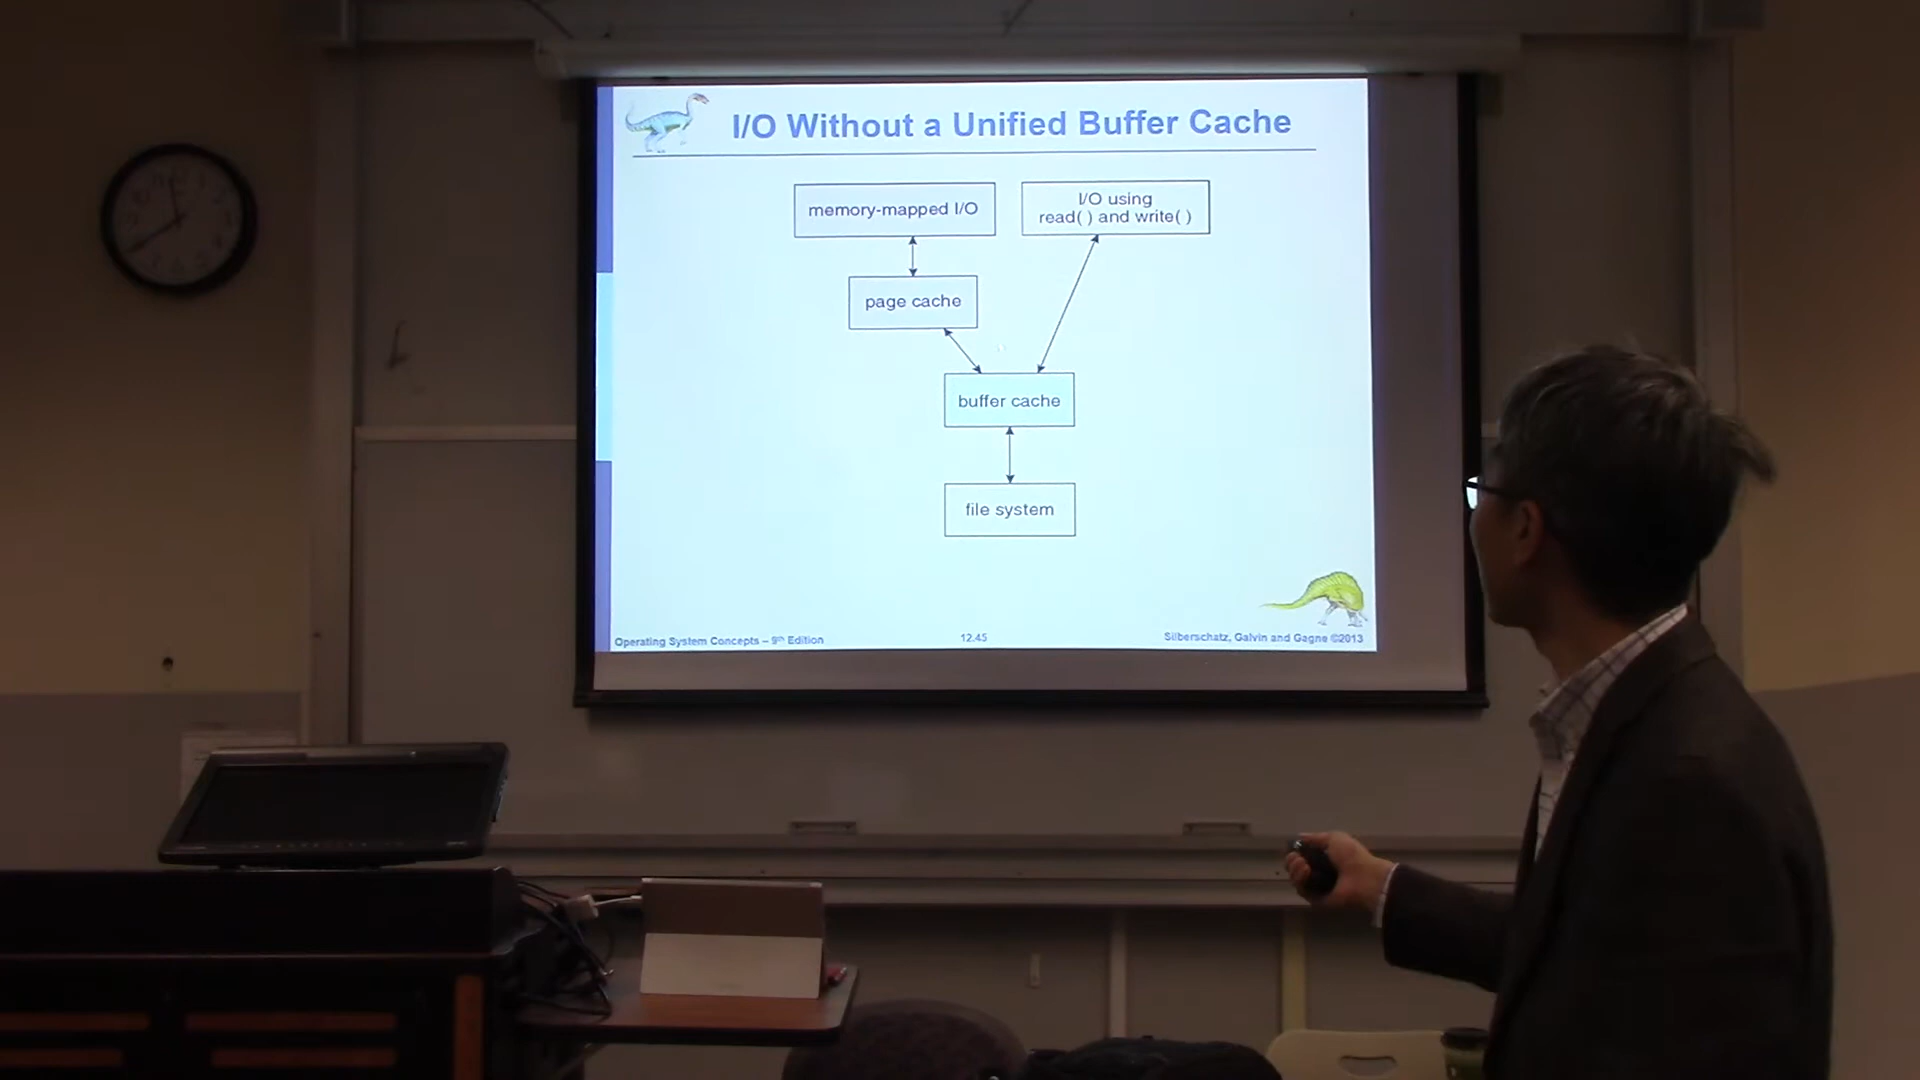 I/O Without a Unified Buffer Cache
memory-mapped I/O
I/O using
read( ) and write( )
page cache
buffer cache
file system
Operating System Concepts – 9th Edition
12.45
Silberschatz, Galvin and Gagne ©2013